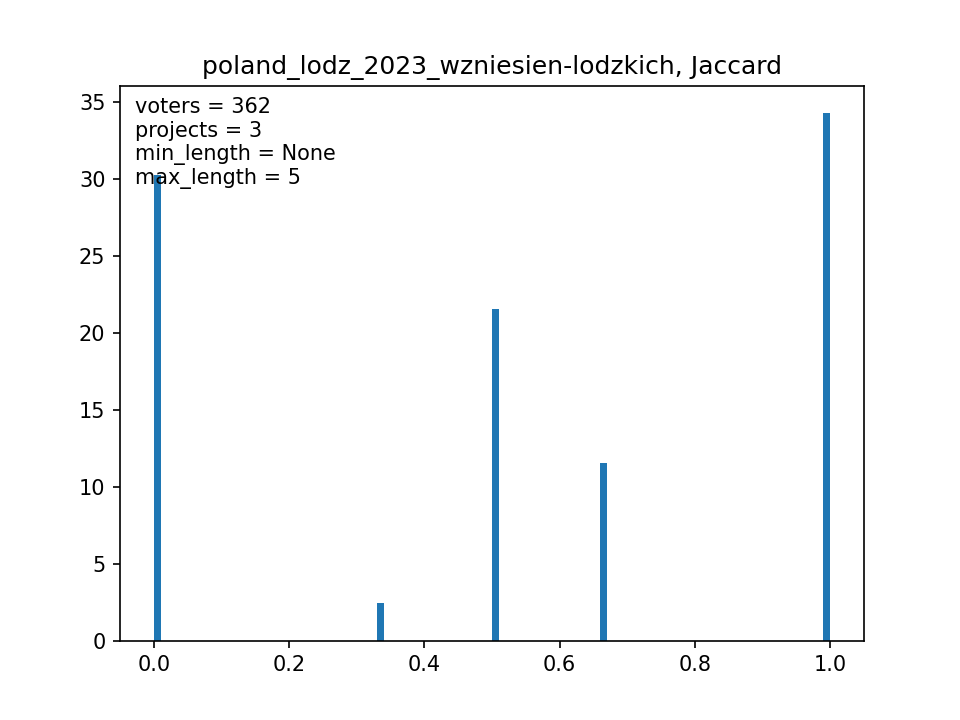 poland_lodz_2023_wzniesien-lodzkich, Jaccard
voters = 362
projects = 3
min_length = None
max_length = 5
35
30
25
20
15
10
5
0
0.0 0.2 0.4 0.6 0.8 1.0